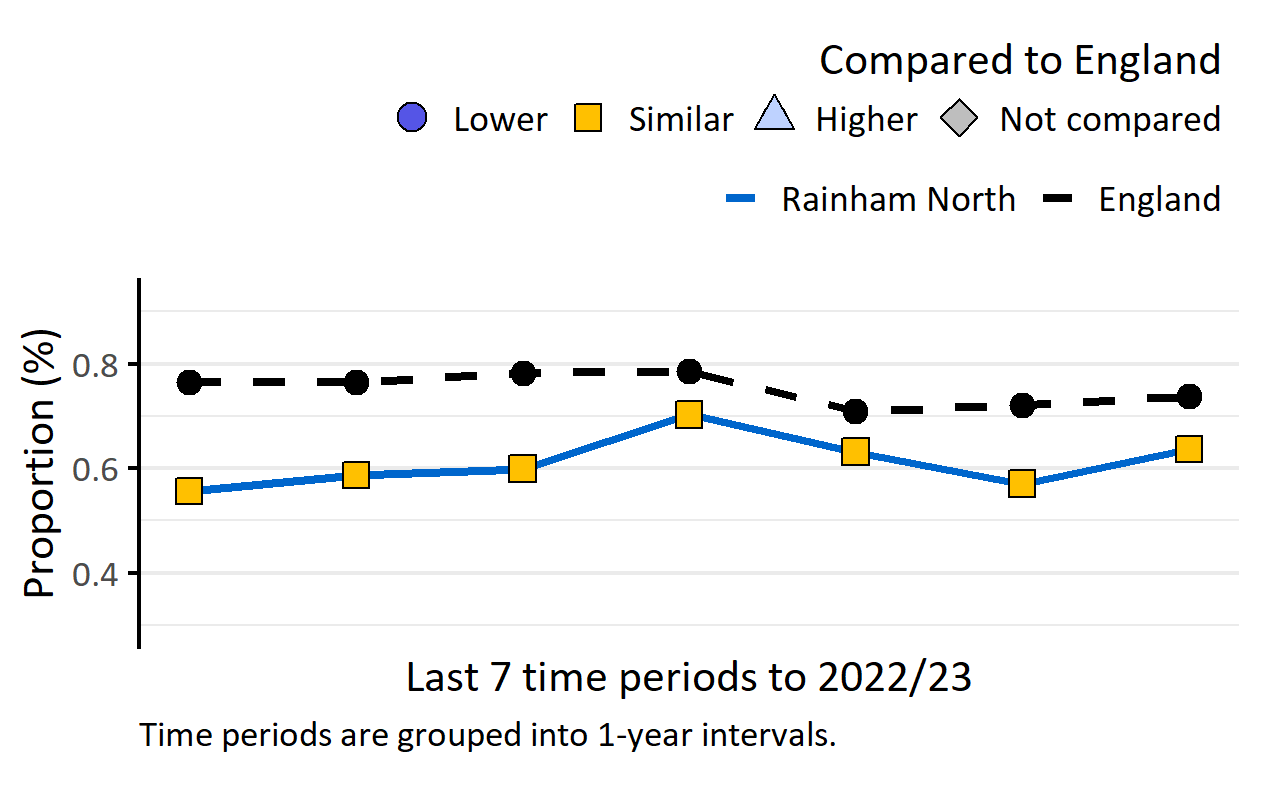 Compared to England
Lower Similar Higher Not compared
Rainham North England
Proportion (%)
0.8
0.6
0.4
Last 7 time periods to 2022/23
Time periods are grouped into 1-year intervals.